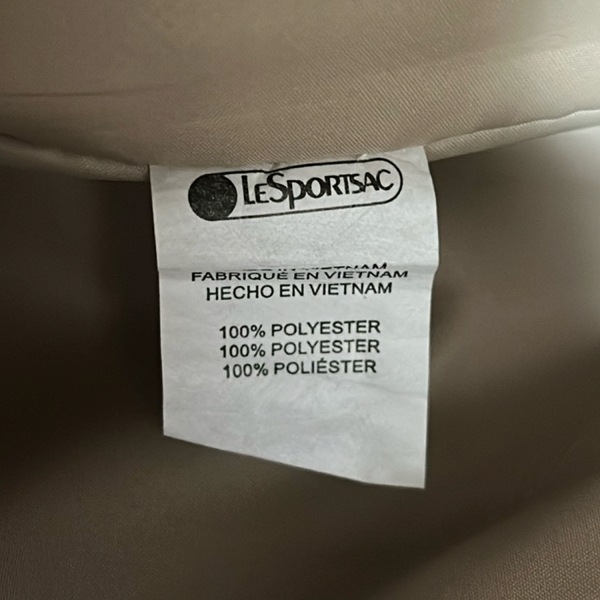 LeSportsac
FABRIQUÉ EN VIETNAM
HECHO EN VIETNAM
100% POLYESTER
100% POLYESTER
100% POLIÉSTER